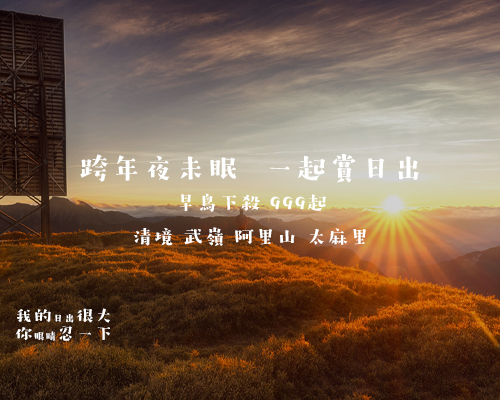 跨年夜未眠 一起賞日出
早鳥下殺 999起
清境 武嶺 阿里山 太麻里
我的日出很大
你眼睛忍一下